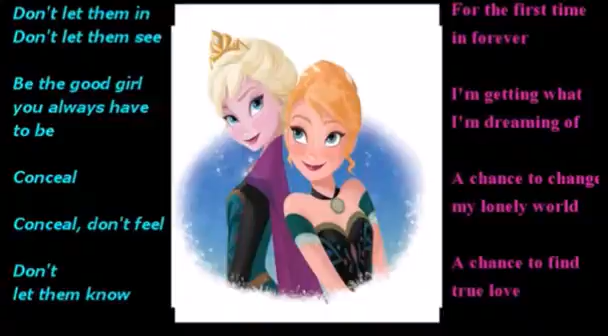 Don't let them in
Don't let them see
Be the good girl
you always have
to be
Conceal
Conceal, don't feel
Don't
let them know
For the first time
in forever
I'm getting what
I'm dreaming of
A chance to change
my lonely world
A chance to find
true love